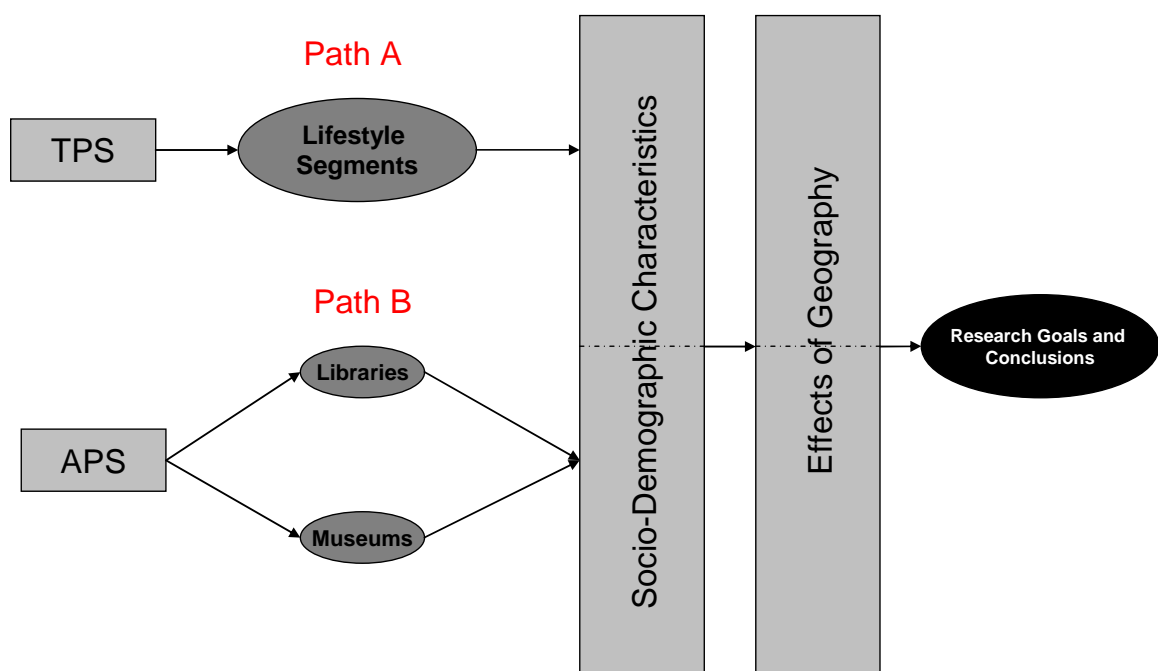 Path A
TPS
Lifestyle
Segments
Path B
Libraries
APS
Museums
Socio-Demographic Characteristics
Effects of Geography
Research Goals and
Conclusions